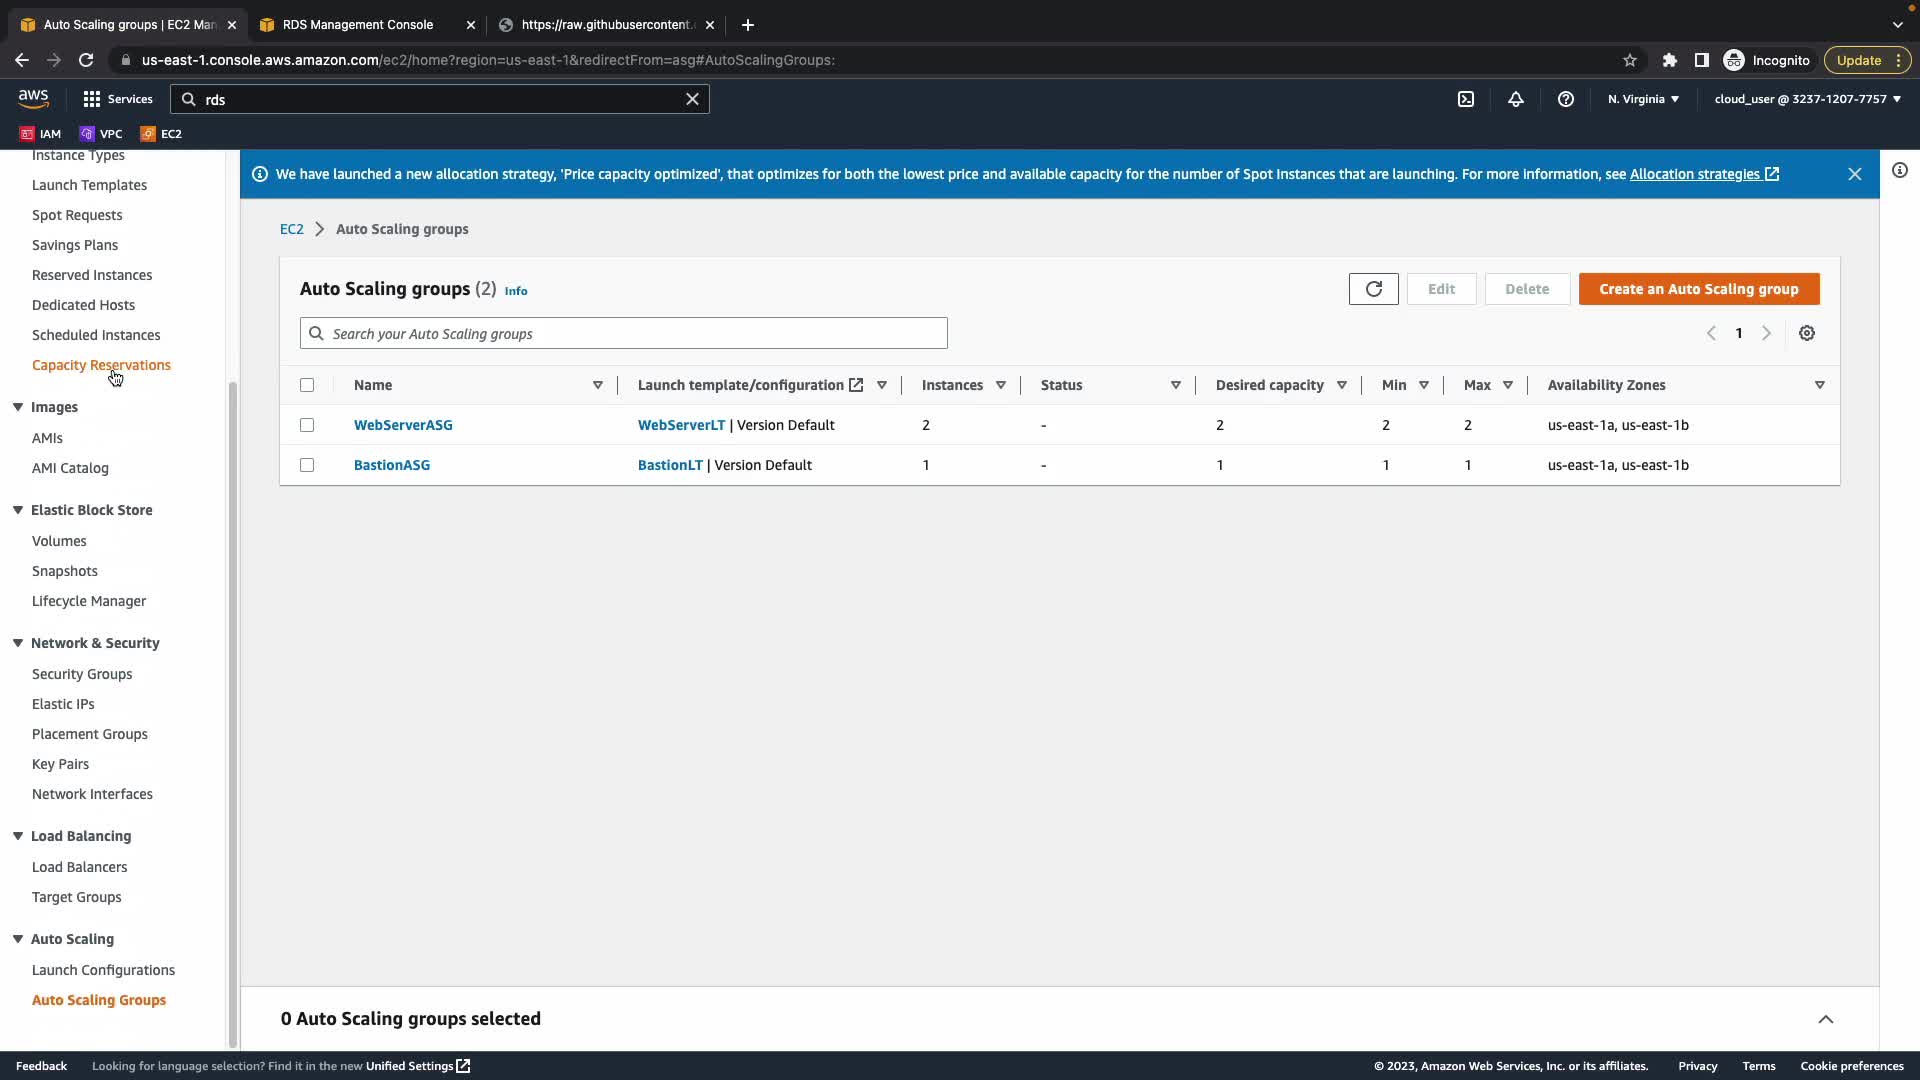 Auto Scaling groups | EC2 Man
RDS Management Console
https://raw.githubusercontent.
us-east-1.console.aws.amazon.com/ec2/home?region=us-east-1&redirectFrom=asg#AutoScalingGroups:
Incognito
Update
aws
Services
rds
N. Virginia
cloud_user @ 3237-1207-7757
IAM
VPC
EC2
Instance Types
Launch Templates
Spot Requests
Savings Plans
Reserved Instances
Dedicated Hosts
Scheduled Instances
Capacity Reservations
Images
AMIs
AMI Catalog
Elastic Block Store
Volumes
Snapshots
Lifecycle Manager
Network & Security
Security Groups
Elastic IPs
Placement Groups
Key Pairs
Network Interfaces
Load Balancing
Load Balancers
Target Groups
Auto Scaling
Launch Configurations
Auto Scaling Groups
We have launched a new allocation strategy, 'Price capacity optimized', that optimizes for both the lowest price and available capacity for the number of Spot Instances that are launching. For more information, see Allocation strategies
EC2 > Auto Scaling groups
Auto Scaling groups (2) Info
Edit
Delete
Create an Auto Scaling group
Search your Auto Scaling groups
1
Name Launch template/configuration Instances Status Desired capacity Min Max Availability Zones
WebServerASG WebServerLT | Version Default 2 - 2 2 2 us-east-1a, us-east-1b
BastionASG BastionLT | Version Default 1 - 1 1 1 us-east-1a, us-east-1b
0 Auto Scaling groups selected
Feedback
Looking for language selection? Find it in the new Unified Settings
© 2023, Amazon Web Services, Inc. or its affiliates.
Privacy
Terms
Cookie preferences